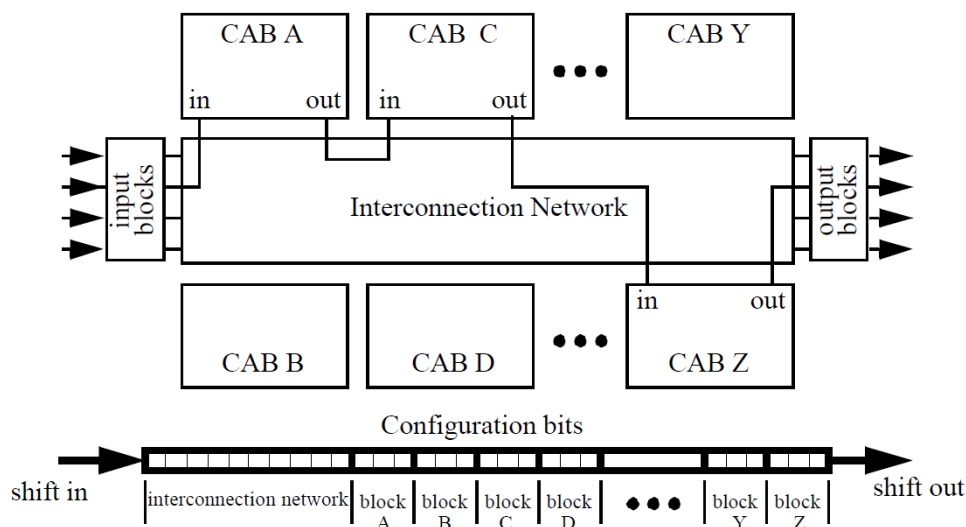 CAB A
CAB C
CAB Y
in
out
in
out
input
blocks
Interconnection Network
output
blocks
in
out
CAB B
CAB D
CAB Z
Configuration bits
shift in
shift out
interconnection network
block
A
block
B
block
C
block
D
block
Y
block
Z